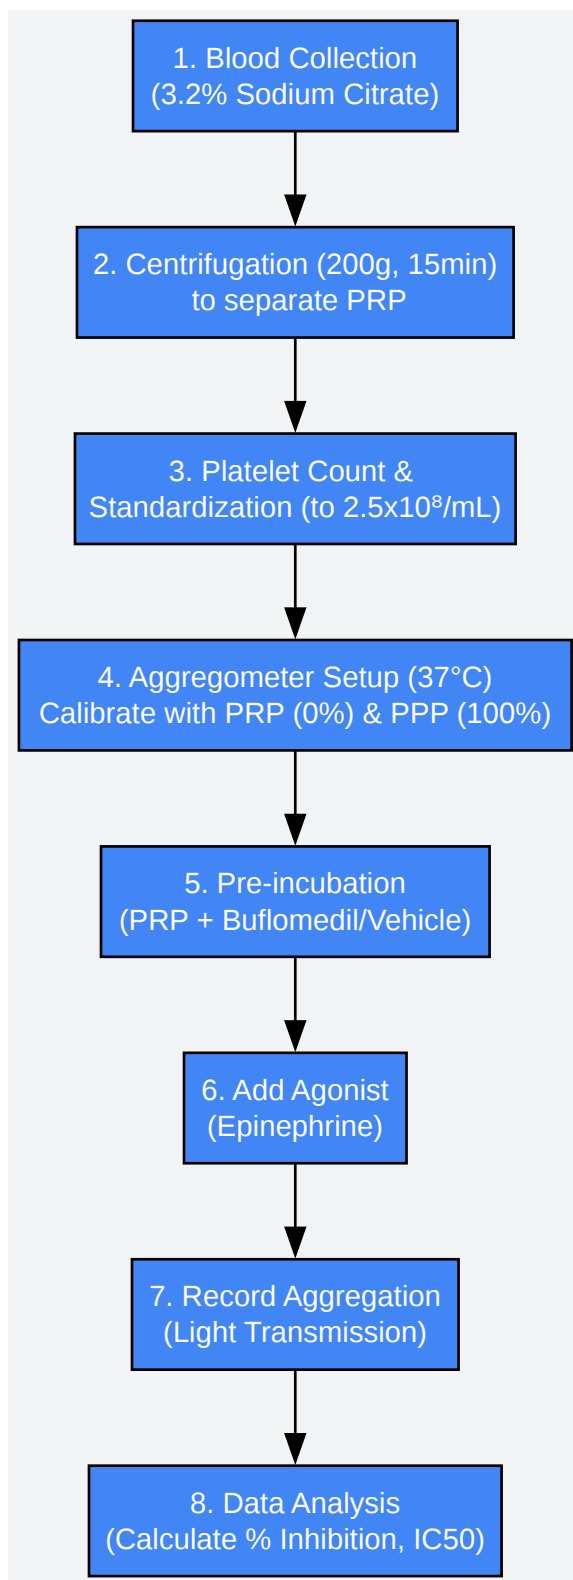 1. Blood Collection
(3.2% Sodium Citrate)
2. Centrifugation (200g, 15min)
to separate PRP
3. Platelet Count &
Standardization (to 2.5x10⁸/mL)
4. Aggregometer Setup (37°C)
Calibrate with PRP (0%) & PPP (100%)
5. Pre-incubation
(PRP + Buflomedil/Vehicle)
6. Add Agonist
(Epinephrine)
7. Record Aggregation
(Light Transmission)
8. Data Analysis
(Calculate % Inhibition, IC50)